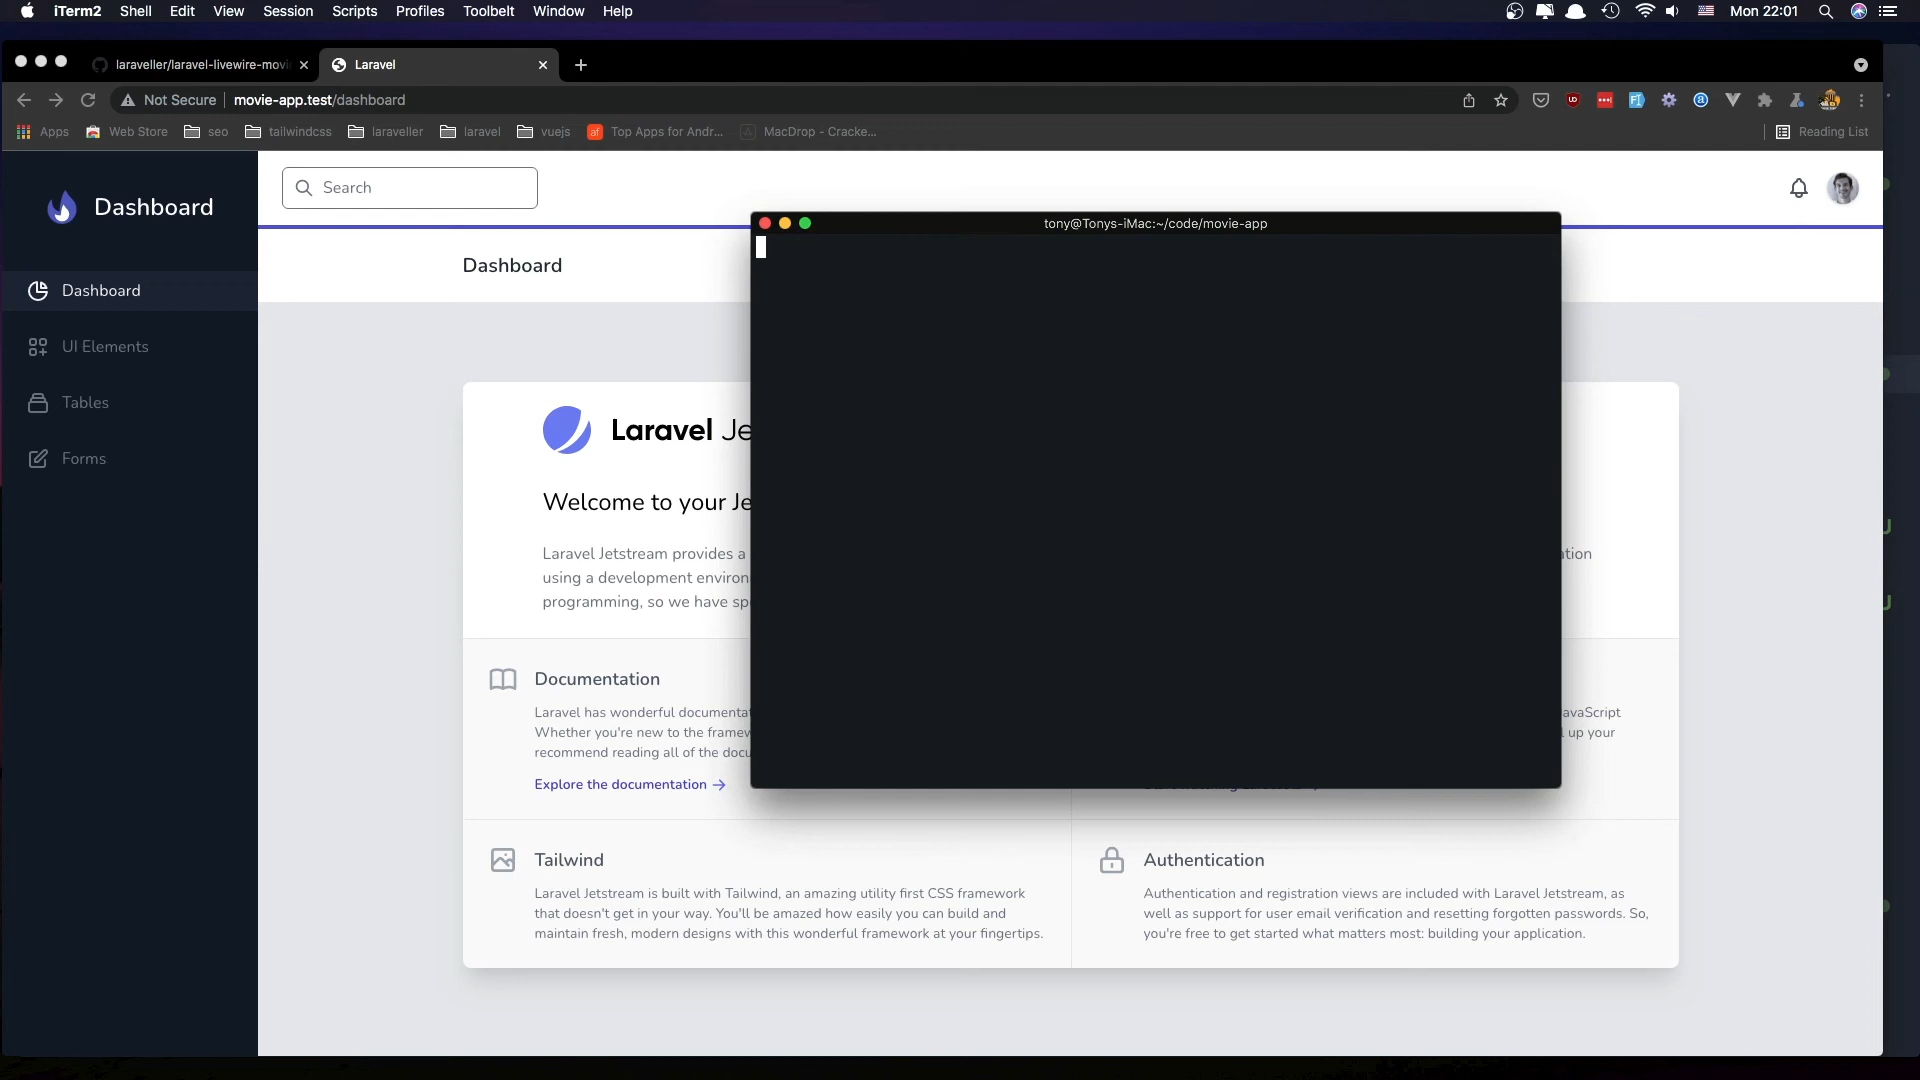 iTerm2 Shell Edit View Session Scripts Profiles Toolbelt Window Help Mon 22:01
laraveller/laravel-livewire-movi
Laravel
Not Secure movie-app.test/dashboard
Apps Web Store seo tailwindcss laraveller laravel vuejs Top Apps for Andr... MacDrop - Cracke... Reading List
Dashboard
Search
tony@Tonys-iMac:~/code/movie-app
Dashboard
Dashboard
UI Elements
Tables
Forms
Laravel Je
Welcome to your Je
Laravel Jetstream provides a
using a development environ
programming, so we have sp
Documentation
Laravel has wonderful documentat
Whether you're new to the framew
recommend reading all of the docu
Explore the documentation →
avaScript
up your
Tailwind
Laravel Jetstream is built with Tailwind, an amazing utility first CSS framework
that doesn't get in your way. You'll be amazed how easily you can build and
maintain fresh, modern designs with this wonderful framework at your fingertips.
Authentication
Authentication and registration views are included with Laravel Jetstream, as
well as support for user email verification and resetting forgotten passwords. So,
you're free to get started what matters most: building your application.